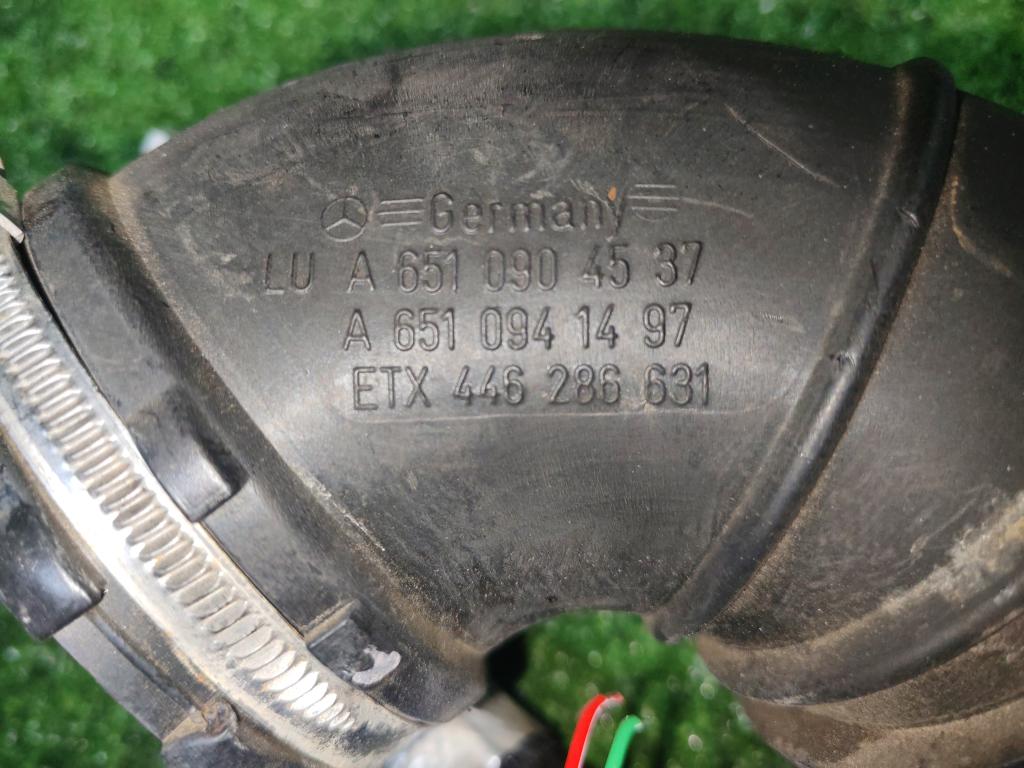 Germany
LU A 651 090 45 37
A 651 094 14 97
ETX 446 286 631